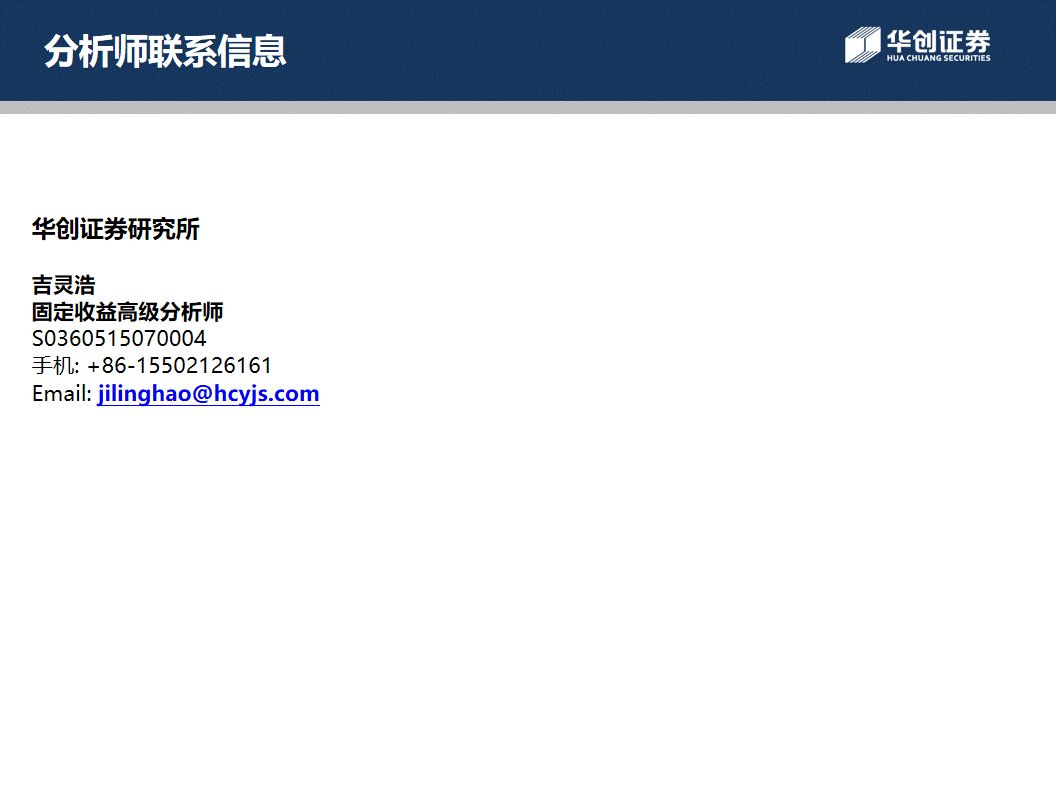 分析师联系信息
华创证券
HUA CHUANG SECURITIES
华创证券研究所
吉灵浩
固定收益高级分析师
S0360515070004
手机: +86-15502126161
Email: jilinghao@hcyjs.com